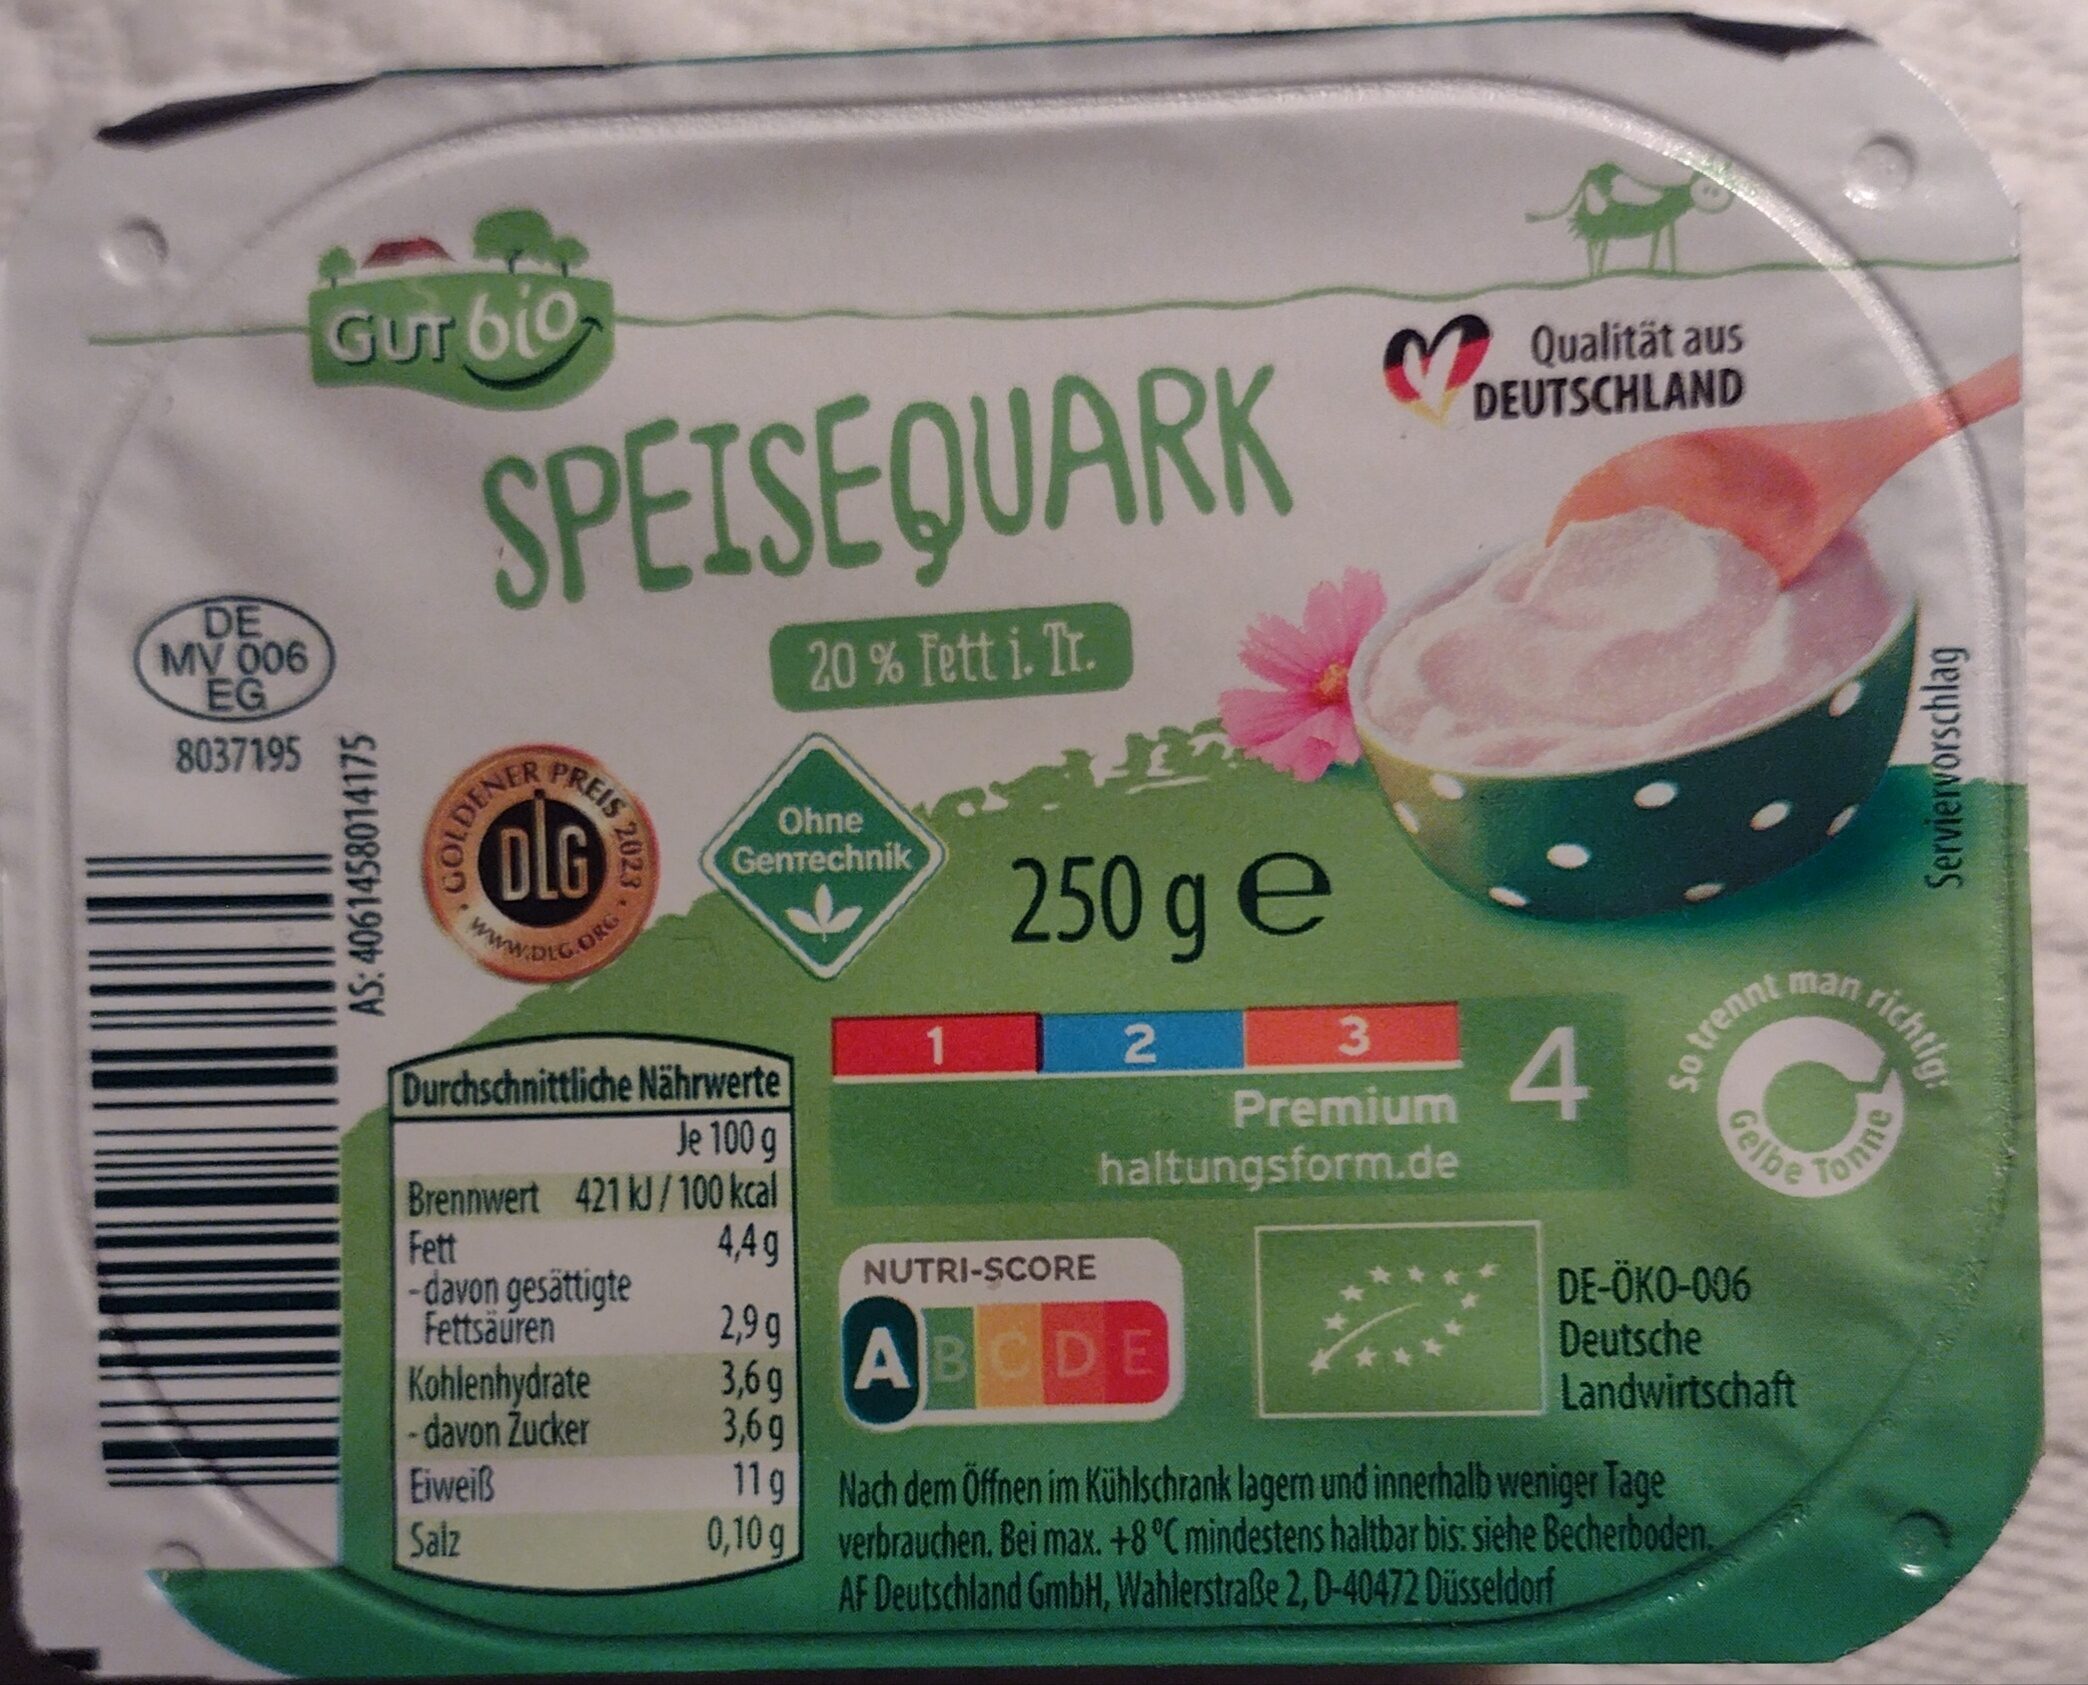 GUT bio
Qualität aus
DEUTSCHLAND
SPEISEQUARK
20 % Fett i. Tr.
Serviervorschlag
DE
MV 006
EG
8037195
AS: 4061458014175
GOLDENER PREIS 2023
DLG
WWW.DLG.ORG
Ohne
GenTechnik
250 g e
1 2 3 4
Premium
haltungsform.de
So trennt man richtig:
Gelbe Tonne
Durchschnittliche Nährwerte
Je 100 g
Brennwert 421 kJ / 100 kcal
Fett 4,4 g
- davon gesättigte
Fettsäuren 2,9 g
Kohlenhydrate 3,6 g
- davon Zucker 3,6 g
Eiweiß 11 g
Salz 0,10 g
NUTRI-SCORE
A B C D E
DE-ÖKO-006
Deutsche
Landwirtschaft
Nach dem Öffnen im Kühlschrank lagern und innerhalb weniger Tage
verbrauchen. Bei max. +8 °C mindestens haltbar bis: siehe Becherboden.
AF Deutschland GmbH, Wahlerstraße 2, D-40472 Düsseldorf